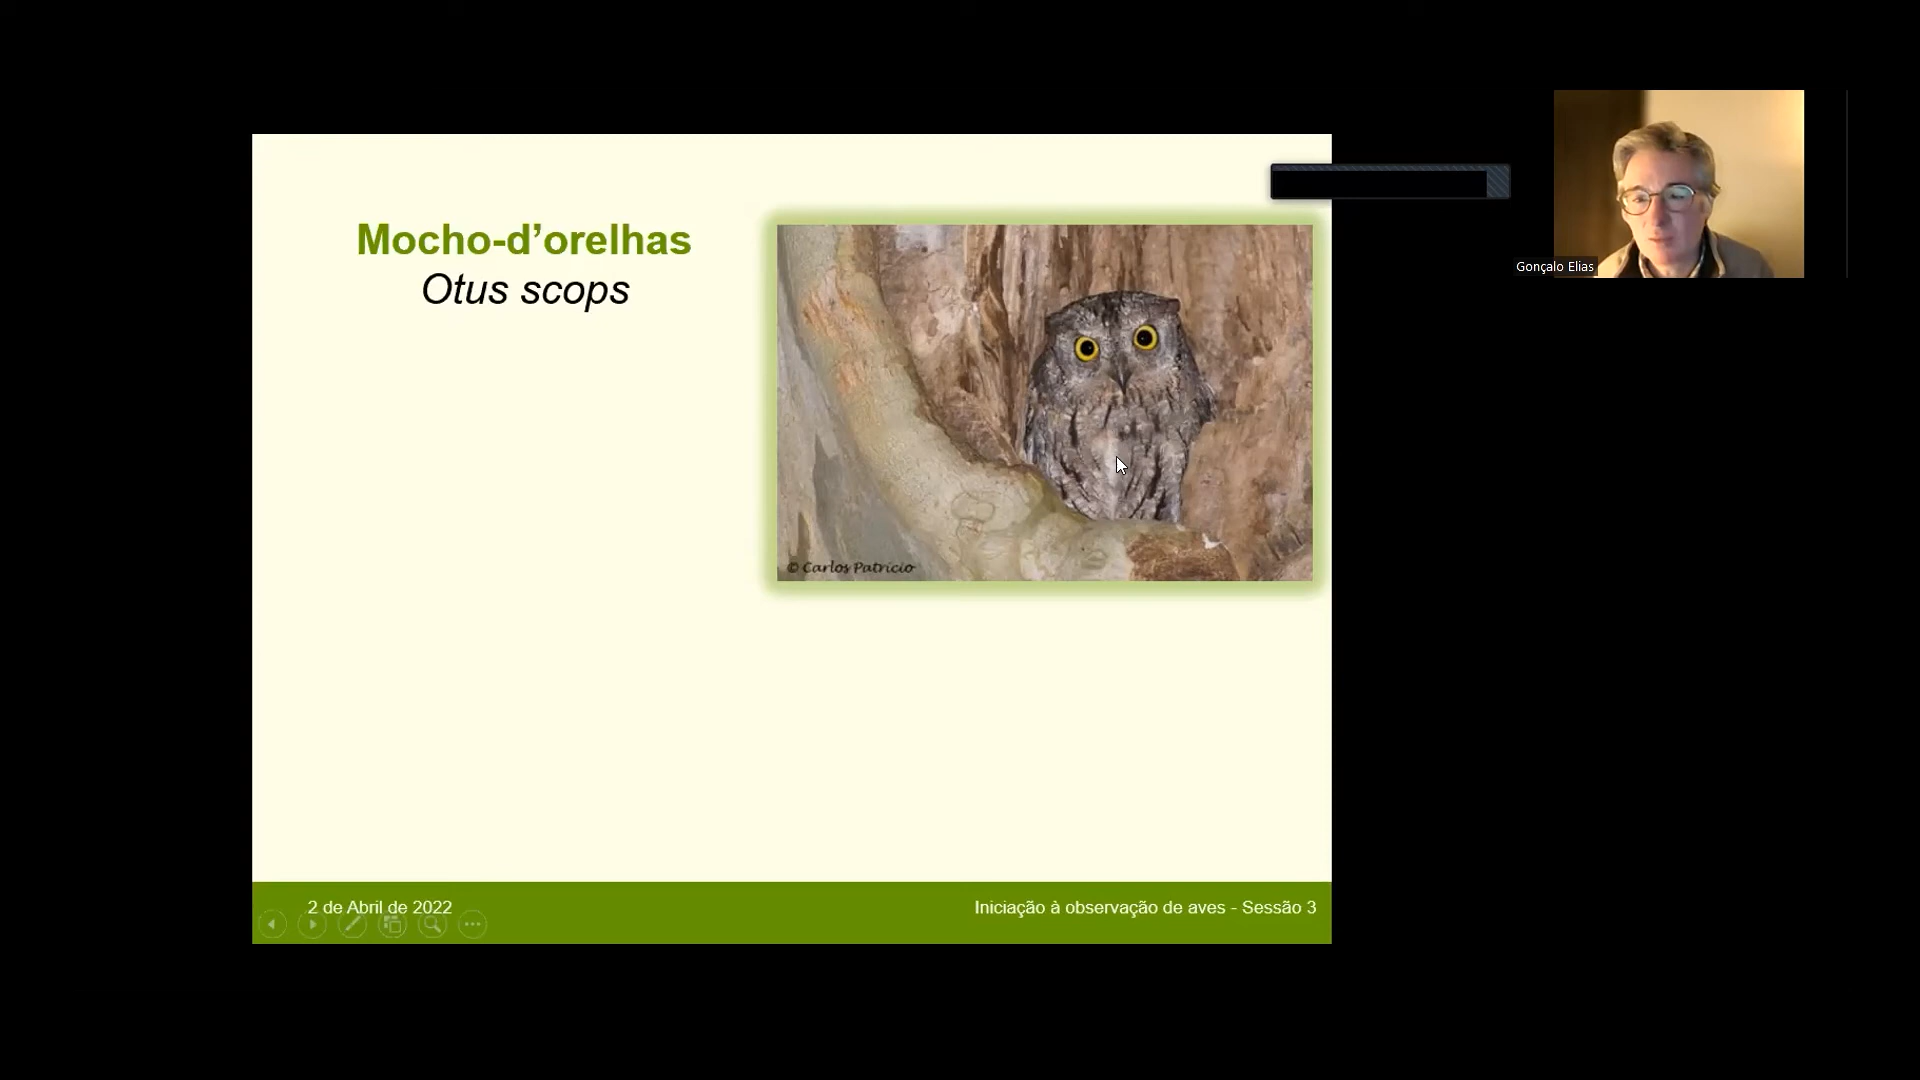 Mocho-d’orelhas
Otus scops
© Carlos Patrício
Gonçalo Elias
2 de Abril de 2022
Iniciação à observação de aves - Sessão 3